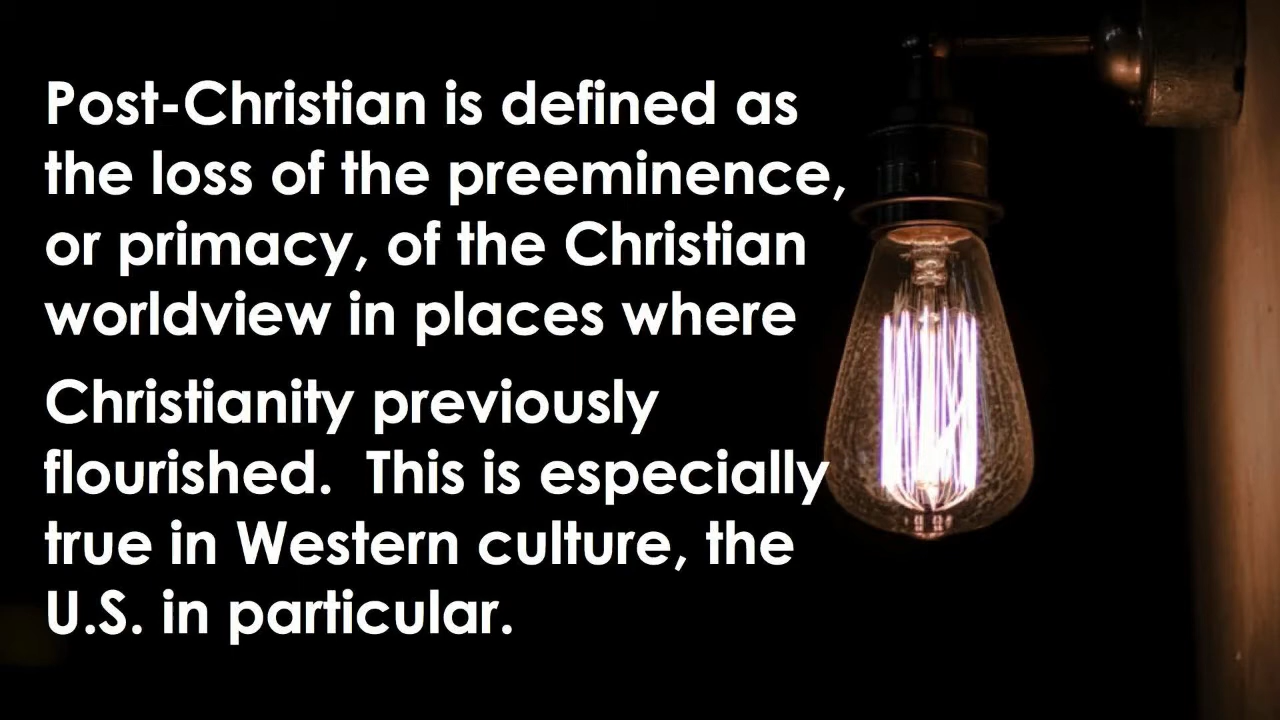 Post-Christian is defined as
the loss of the preeminence,
or primacy, of the Christian
worldview in places where
Christianity previously
flourished.  This is especially
true in Western culture, the
U.S. in particular.